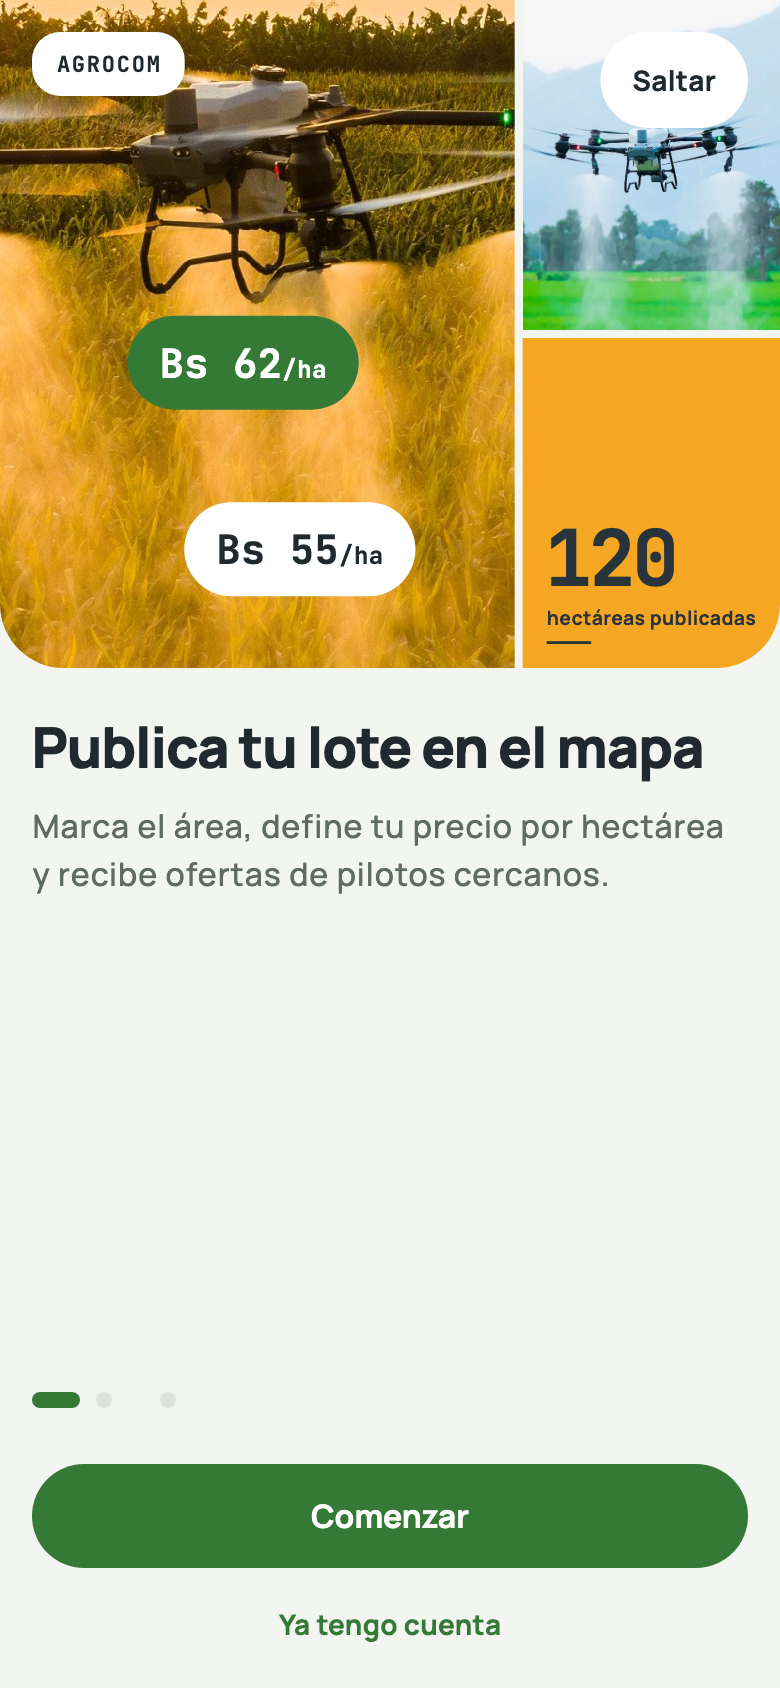 AGROCOM
Saltar
Bs 62/ha
Bs 55/ha
120
hectáreas publicadas
Publica tu lote en el mapa
Marca el área, define tu precio por hectárea
y recibe ofertas de pilotos cercanos.
Comenzar
Ya tengo cuenta